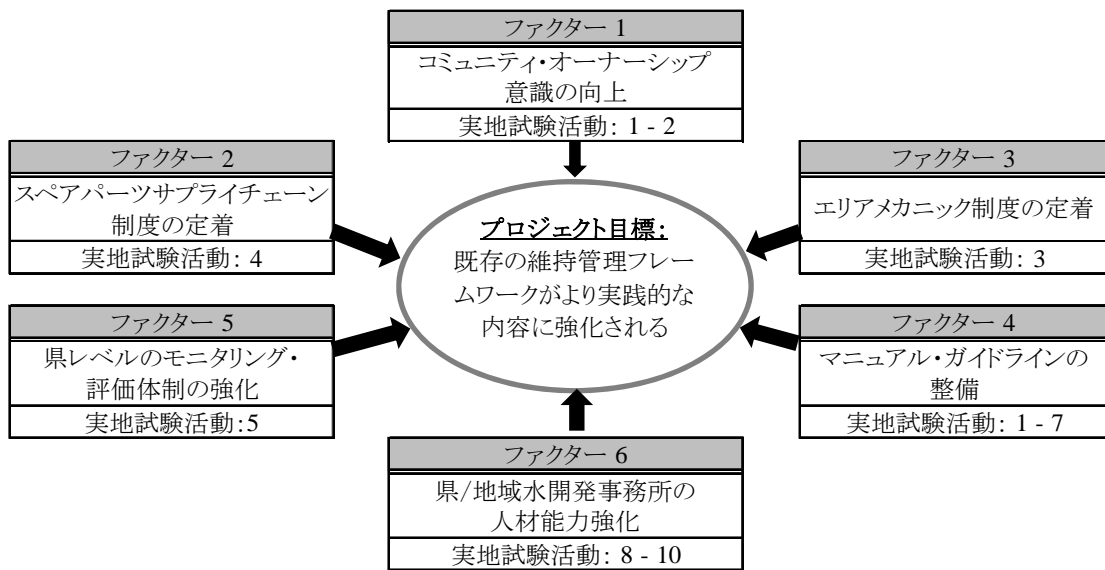 ファクター 1
コミュニティ・オーナーシップ
意識の向上
実地試験活動: 1 - 2
ファクター 2
スペアパーツサプライチェーン
制度の定着
実地試験活動: 4
ファクター 3
エリアメカニック制度の定着
実地試験活動: 3
プロジェクト目標:
既存の維持管理フレー
ムワークがより実践的な
内容に強化される
ファクター 5
県レベルのモニタリング・
評価体制の強化
実地試験活動:5
ファクター 4
マニュアル・ガイドラインの
整備
実地試験活動: 1 - 7
ファクター 6
県/地域水開発事務所の
人材能力強化
実地試験活動: 8 - 10